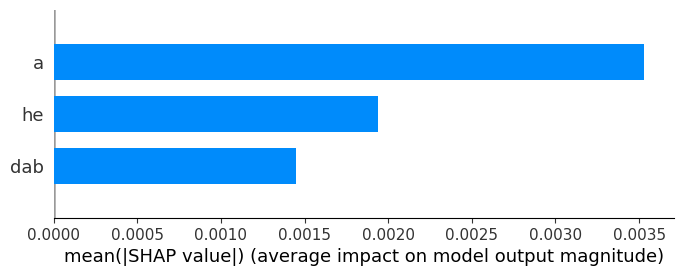 a
he
dab
0.0000 0.0005 0.0010 0.0015 0.0020 0.0025 0.0030 0.0035
mean(|SHAP value|) (average impact on model output magnitude)